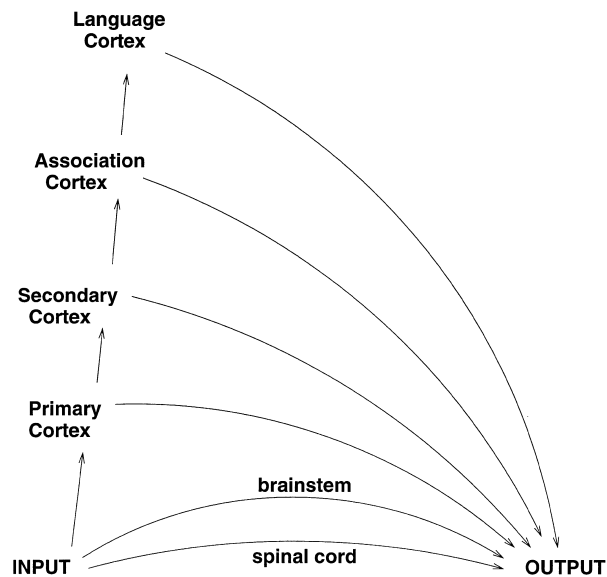 Language
Cortex
Association
Cortex
Secondary
Cortex
Primary
Cortex
brainstem
spinal cord
INPUT
OUTPUT